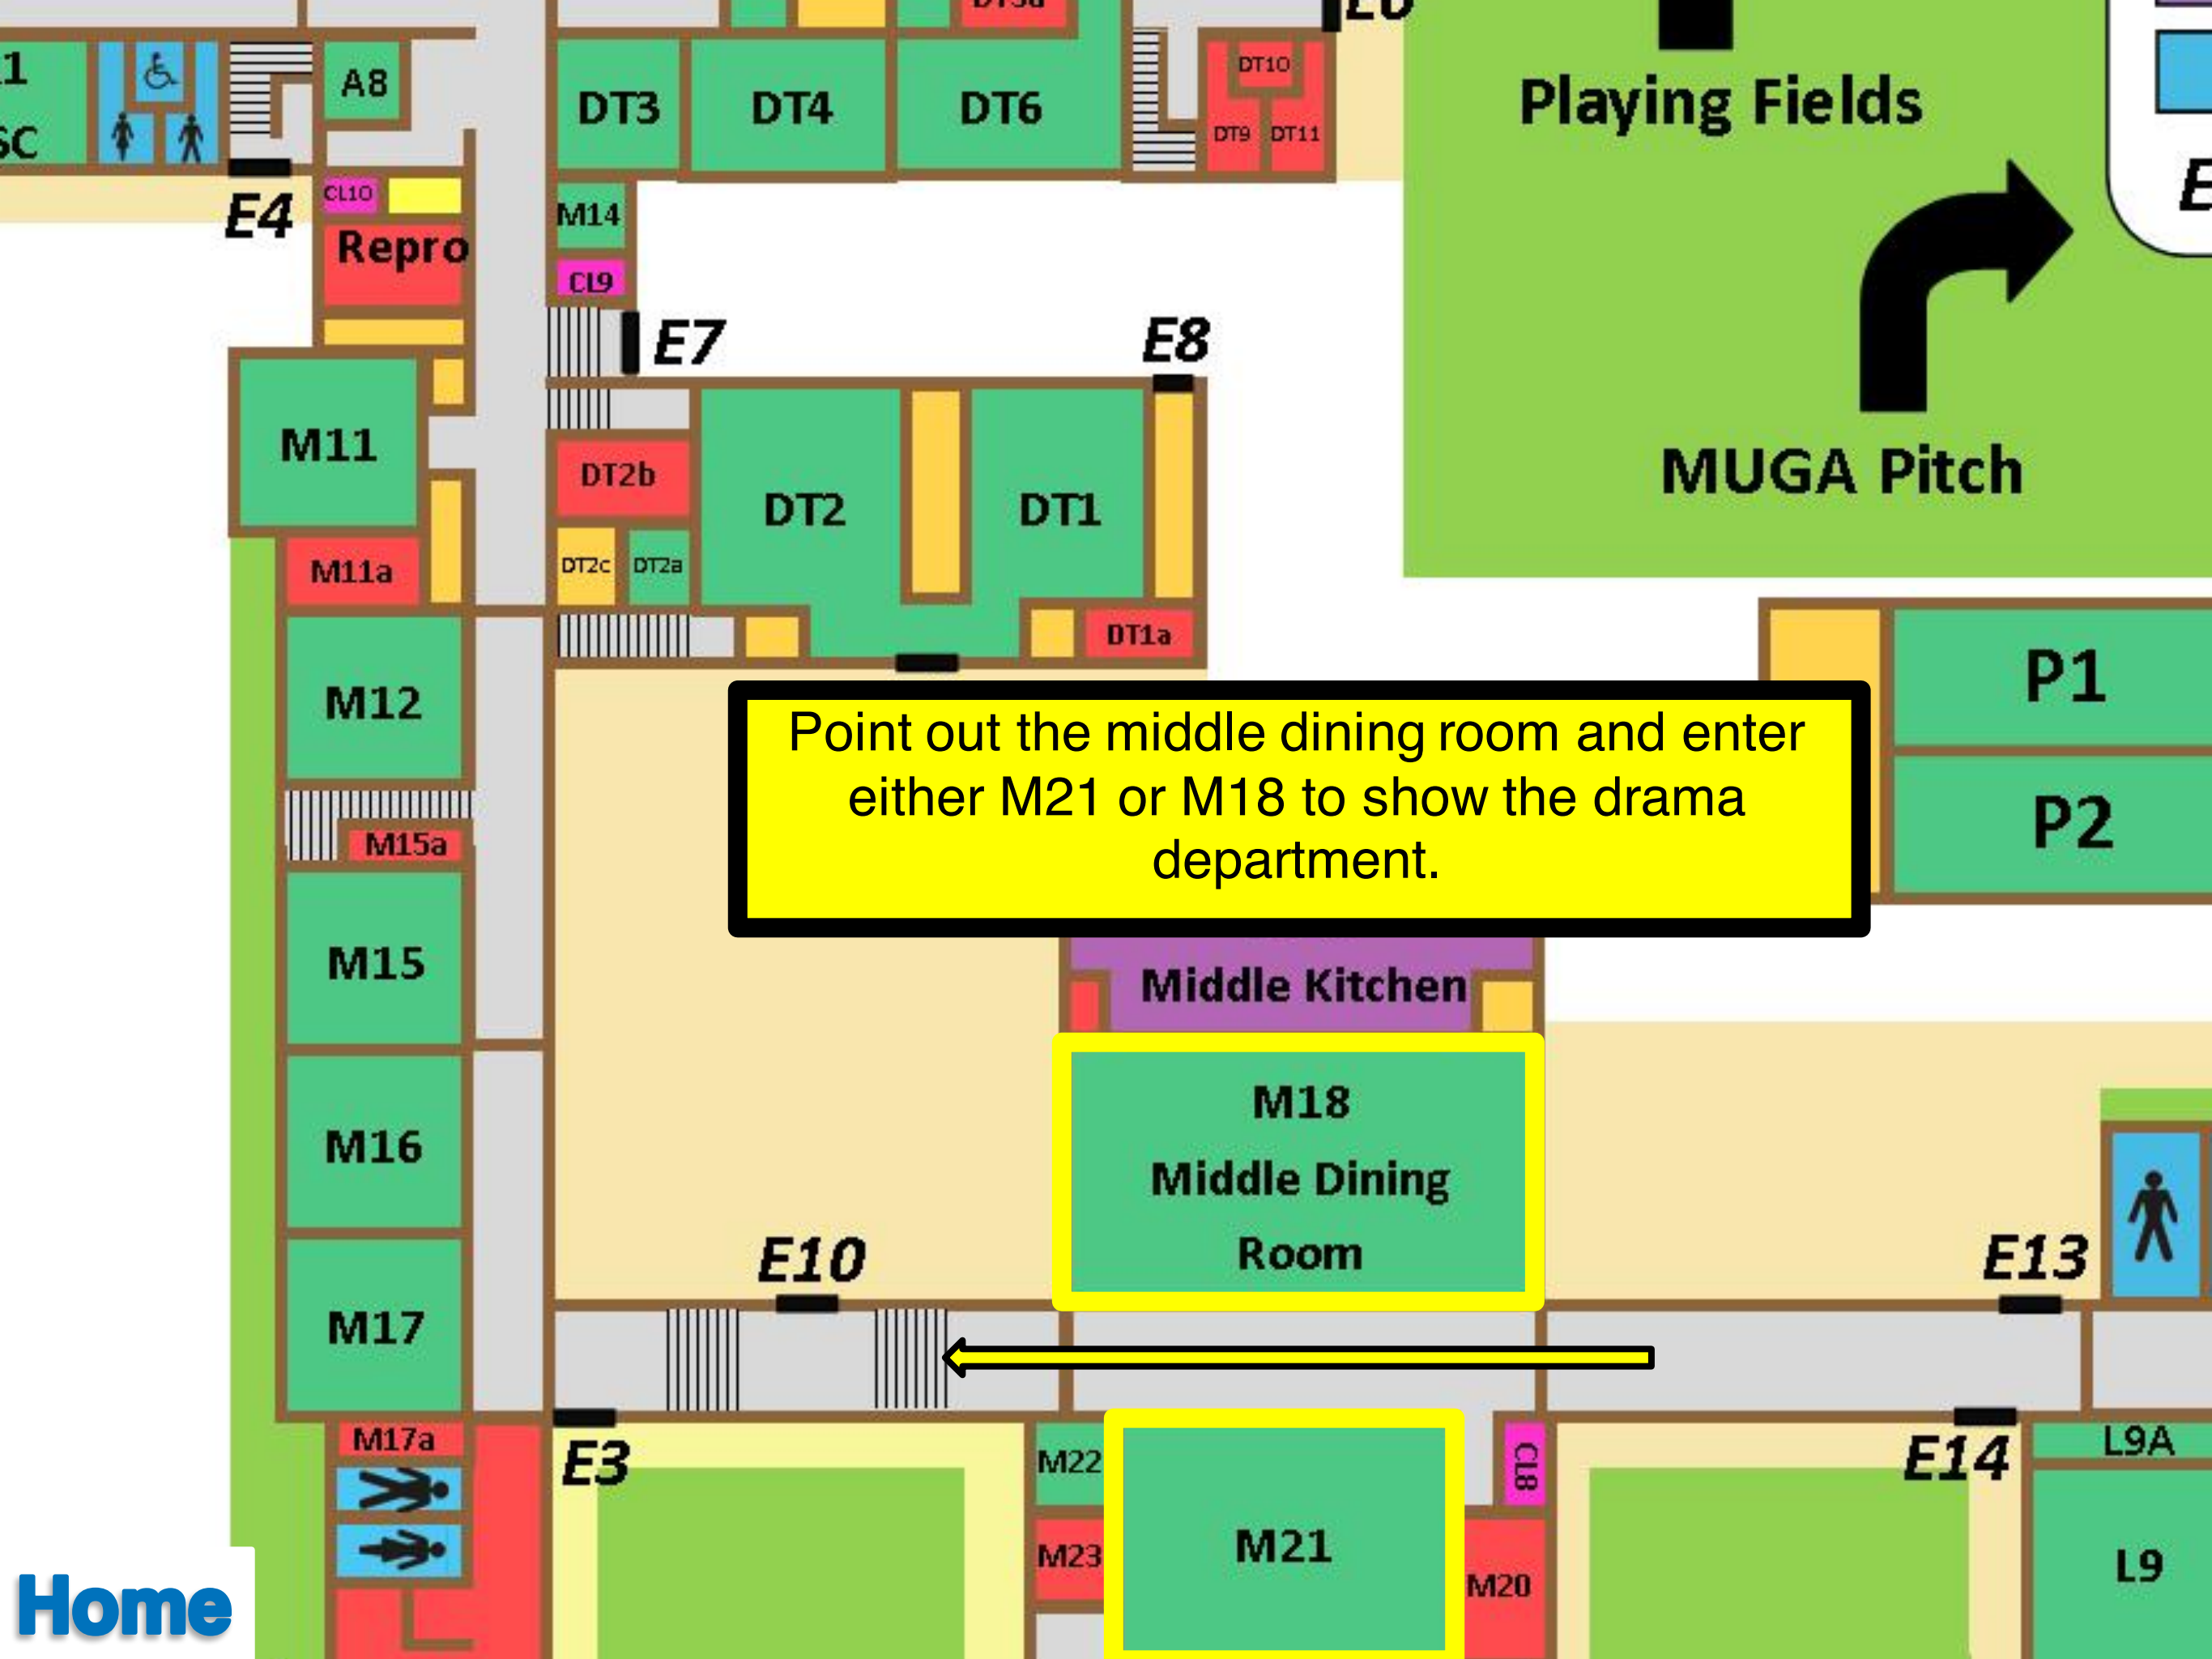 E6
DT10
1
A8
DT3
DT4
DT6
Playing Fields
DT9
DT11
SC
E4
CL10
M14
E
Repro
CL9
E7
E8
M11
DT2b
DT2
DT1
MUGA Pitch
M11a
DT2c
DT2a
DT1a
P1
M12
Point out the middle dining room and enter
either M21 or M18 to show the drama
department.
P2
M15a
M15
Middle Kitchen
M18
Middle Dining
Room
M16
E10
E13
M17
M17a
E3
M22
CL8
E14
L9A
M21
M23
M20
L9
Home